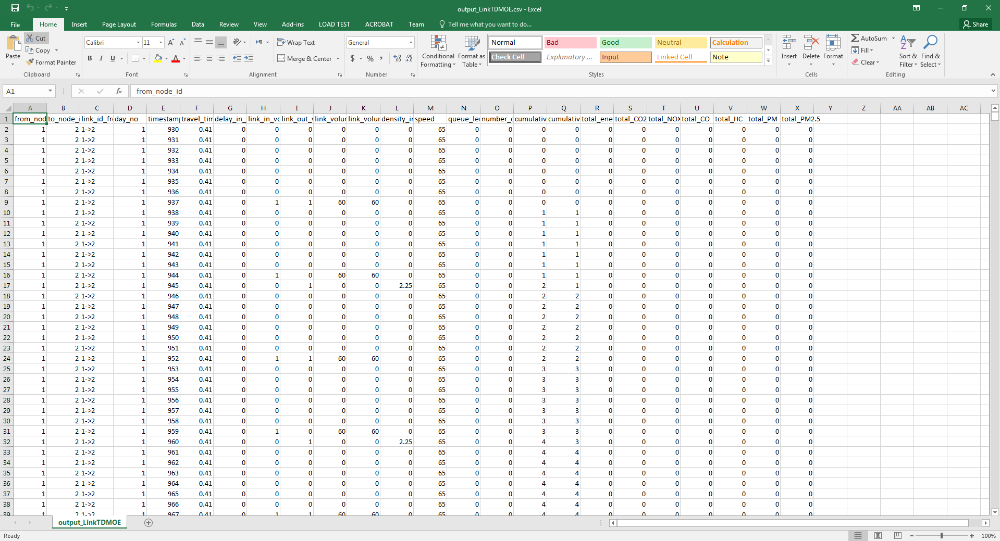 output_LinkTDMOE.csv - Excel
File Home Insert Page Layout Formulas Data Review View Add-ins LOAD TEST ACROBAT Team Tell me what you want to do... Share
Paste
Cut
Copy
Format Painter
Clipboard
Calibri 11
B I U
Font
Wrap Text
Merge & Center
Alignment
General
$ % ,
Number
Conditional Formatting
Format as Table
Normal Bad Good Neutral Calculation
Check Cell Explanatory ... Input Linked Cell Note
Styles
Insert Delete Format
Cells
AutoSum
Fill
Clear
Sort & Filter
Find & Select
Editing
A1 fx from_node_id
A B C D E F G H I J K L M N O P Q R S T U V W X Y Z AA AB AC
1 from_nod to_node_i link_id_fro day_no timestamp travel_tim delay_in_ link_in_vo link_out_v link_volum link_volum density_in speed queue_le number_o cumulativ cumulativ total_ene total_CO2 total_NOX total_CO total_HC total_PM total_PM2.5
2 1 2 1->2 1 930 0.41 0 0 0 0 0 0 65 0 0 0 0 0 0 0 0 0 0 0
3 1 2 1->2 1 931 0.41 0 0 0 0 0 0 65 0 0 0 0 0 0 0 0 0 0 0
4 1 2 1->2 1 932 0.41 0 0 0 0 0 0 65 0 0 0 0 0 0 0 0 0 0 0
5 1 2 1->2 1 933 0.41 0 0 0 0 0 0 65 0 0 0 0 0 0 0 0 0 0 0
6 1 2 1->2 1 934 0.41 0 0 0 0 0 0 65 0 0 0 0 0 0 0 0 0 0 0
7 1 2 1->2 1 935 0.41 0 0 0 0 0 0 65 0 0 0 0 0 0 0 0 0 0 0
8 1 2 1->2 1 936 0.41 0 0 0 0 0 0 65 0 0 0 0 0 0 0 0 0 0 0
9 1 2 1->2 1 937 0.41 0 1 1 60 60 0 65 0 0 0 0 0 0 0 0 0 0 0
10 1 2 1->2 1 938 0.41 0 0 0 0 0 0 65 0 0 1 1 0 0 0 0 0 0 0
11 1 2 1->2 1 939 0.41 0 0 0 0 0 0 65 0 0 1 1 0 0 0 0 0 0 0
12 1 2 1->2 1 940 0.41 0 0 0 0 0 0 65 0 0 1 1 0 0 0 0 0 0 0
13 1 2 1->2 1 941 0.41 0 0 0 0 0 0 65 0 0 1 1 0 0 0 0 0 0 0
14 1 2 1->2 1 942 0.41 0 0 0 0 0 0 65 0 0 1 1 0 0 0 0 0 0 0
15 1 2 1->2 1 943 0.41 0 0 0 0 0 0 65 0 0 1 1 0 0 0 0 0 0 0
16 1 2 1->2 1 944 0.41 0 1 0 60 60 0 65 0 0 1 1 0 0 0 0 0 0 0
17 1 2 1->2 1 945 0.41 0 0 1 0 0 2.25 65 0 0 2 1 0 0 0 0 0 0 0
18 1 2 1->2 1 946 0.41 0 0 0 0 0 0 65 0 0 2 2 0 0 0 0 0 0 0
19 1 2 1->2 1 947 0.41 0 0 0 0 0 0 65 0 0 2 2 0 0 0 0 0 0 0
20 1 2 1->2 1 948 0.41 0 0 0 0 0 0 65 0 0 2 2 0 0 0 0 0 0 0
21 1 2 1->2 1 949 0.41 0 0 0 0 0 0 65 0 0 2 2 0 0 0 0 0 0 0
22 1 2 1->2 1 950 0.41 0 0 0 0 0 0 65 0 0 2 2 0 0 0 0 0 0 0
23 1 2 1->2 1 951 0.41 0 0 0 0 0 0 65 0 0 2 2 0 0 0 0 0 0 0
24 1 2 1->2 1 952 0.41 0 1 1 60 60 0 65 0 0 2 2 0 0 0 0 0 0 0
25 1 2 1->2 1 953 0.41 0 0 0 0 0 0 65 0 0 3 3 0 0 0 0 0 0 0
26 1 2 1->2 1 954 0.41 0 0 0 0 0 0 65 0 0 3 3 0 0 0 0 0 0 0
27 1 2 1->2 1 955 0.41 0 0 0 0 0 0 65 0 0 3 3 0 0 0 0 0 0 0
28 1 2 1->2 1 956 0.41 0 0 0 0 0 0 65 0 0 3 3 0 0 0 0 0 0 0
29 1 2 1->2 1 957 0.41 0 0 0 0 0 0 65 0 0 3 3 0 0 0 0 0 0 0
30 1 2 1->2 1 958 0.41 0 0 0 0 0 0 65 0 0 3 3 0 0 0 0 0 0 0
31 1 2 1->2 1 959 0.41 0 1 0 60 60 0 65 0 0 3 3 0 0 0 0 0 0 0
32 1 2 1->2 1 960 0.41 0 0 1 0 0 2.25 65 0 0 4 3 0 0 0 0 0 0 0
33 1 2 1->2 1 961 0.41 0 0 0 0 0 0 65 0 0 4 4 0 0 0 0 0 0 0
34 1 2 1->2 1 962 0.41 0 0 0 0 0 0 65 0 0 4 4 0 0 0 0 0 0 0
35 1 2 1->2 1 963 0.41 0 0 0 0 0 0 65 0 0 4 4 0 0 0 0 0 0 0
36 1 2 1->2 1 964 0.41 0 0 0 0 0 0 65 0 0 4 4 0 0 0 0 0 0 0
37 1 2 1->2 1 965 0.41 0 0 0 0 0 0 65 0 0 4 4 0 0 0 0 0 0 0
38 1 2 1->2 1 966 0.41 0 0 0 0 0 0 65 0 0 4 4 0 0 0 0 0 0 0
39 1 2 1->2 1 967 0.41 0 1 1 60 60 0 65 0 0 4 4 0 0 0 0 0 0 0
output_LinkTDMOE
Ready 100%